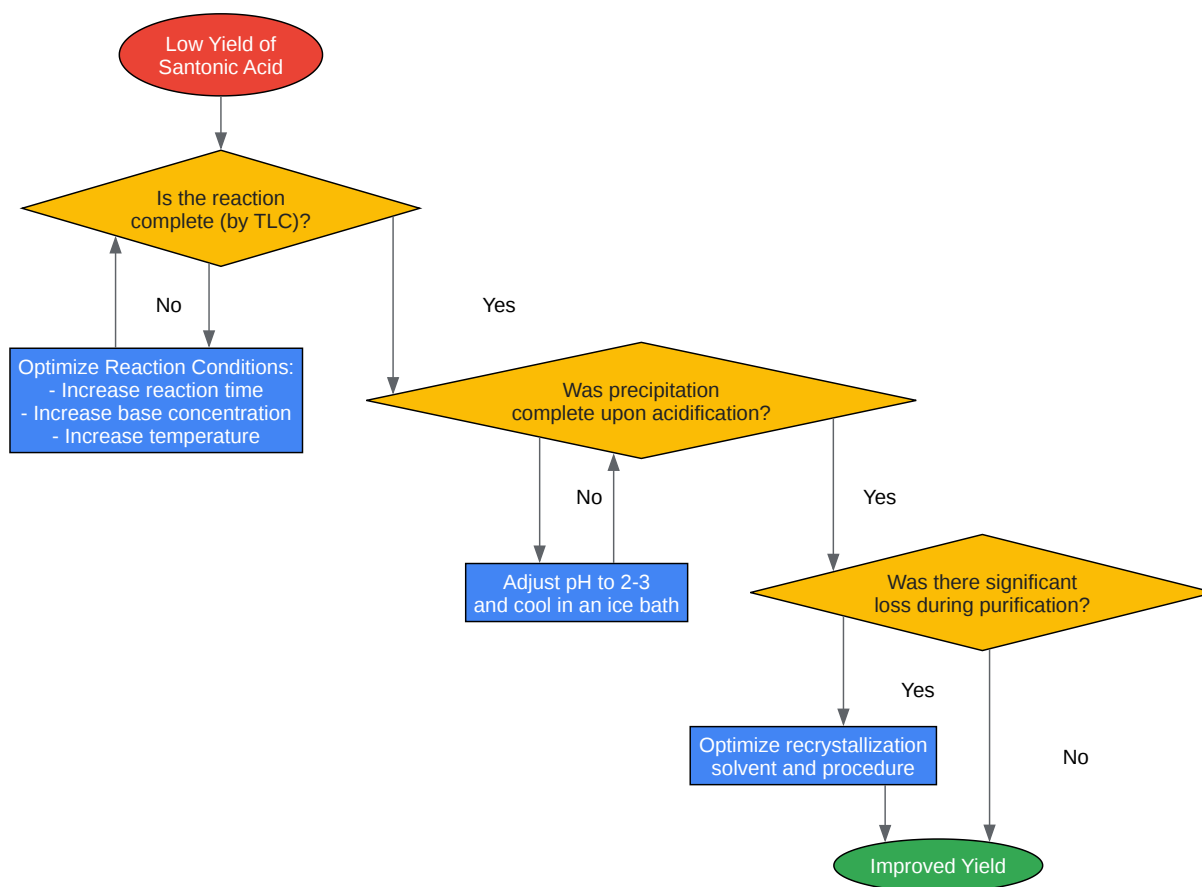 Low Yield of
Santonic Acid
Is the reaction
complete (by TLC)?
No
Yes
Optimize Reaction Conditions:
- Increase reaction time
- Increase base concentration
- Increase temperature
Was precipitation
complete upon acidification?
No
Yes
Adjust pH to 2-3
and cool in an ice bath
Was there significant
loss during purification?
Yes
No
Optimize recrystallization
solvent and procedure
Improved Yield